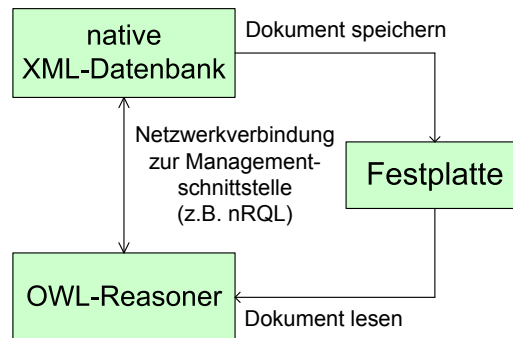 native
XML-Datenbank
Dokument speichern
Netzwerkverbindung
zur Management-
schnittstelle
(z.B. nRQL)
Festplatte
OWL-Reasoner
Dokument lesen